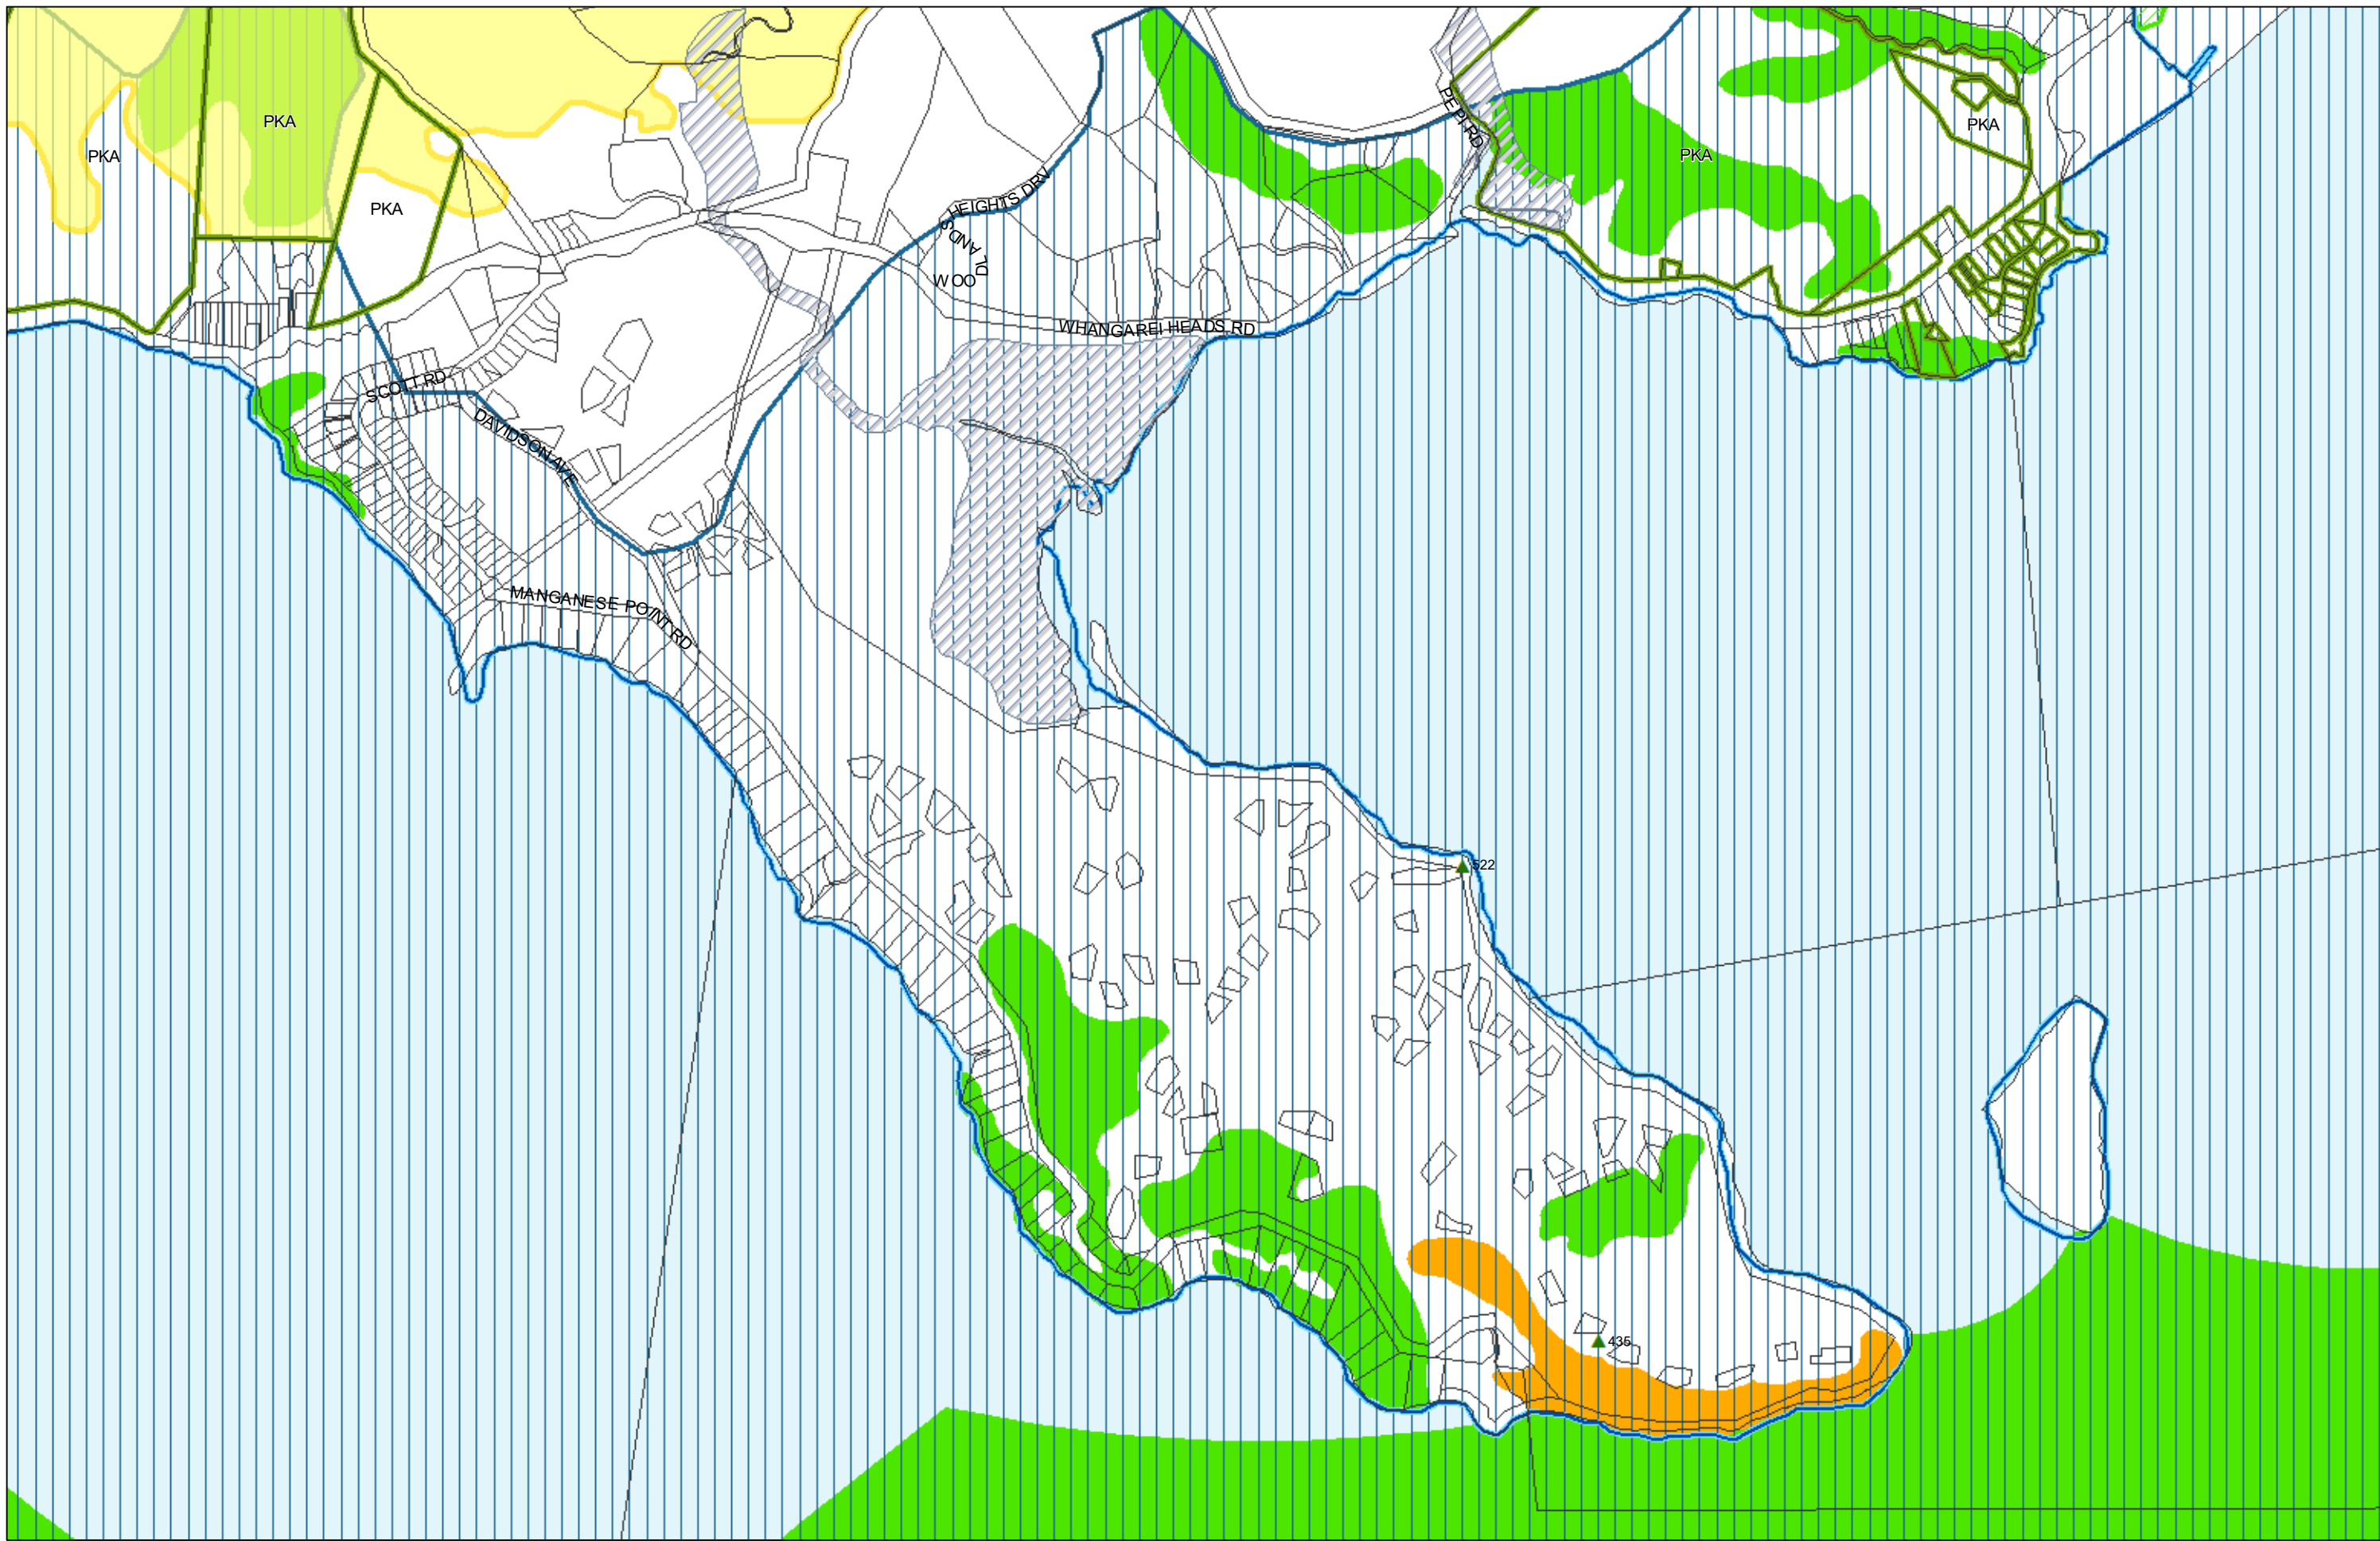 PKA
PEPI RD
PKA
PKA
PKA
PKA
HEIGHTS DRV
WOO
DLANDS
WHANGAREI HEADS RD
SCOTT RD
DAVIDSON AVE
MANGANESE POINT RD
522
435